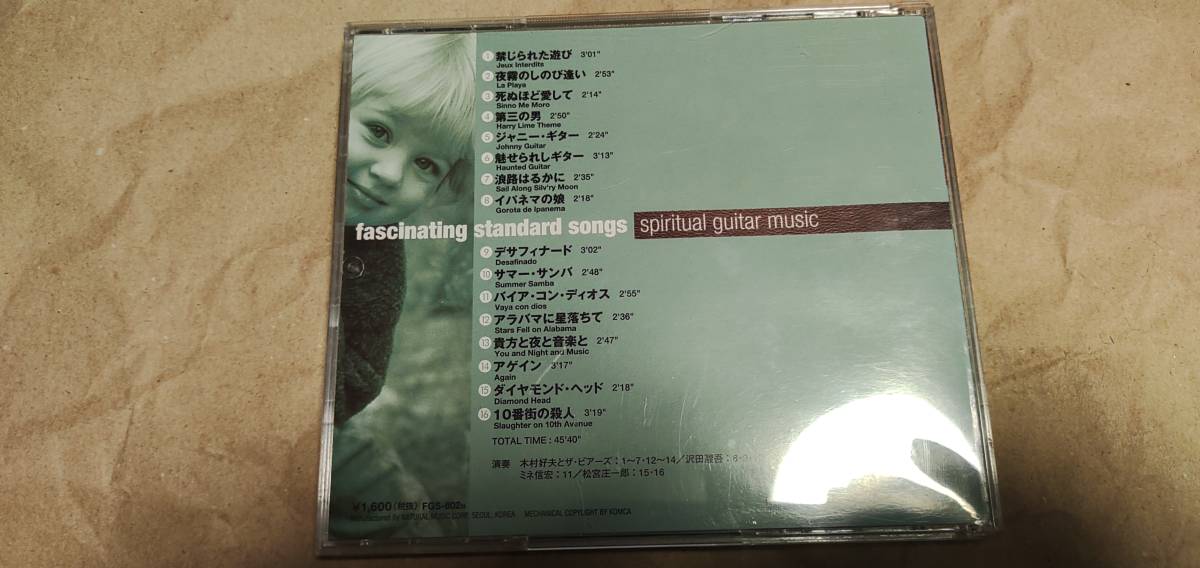 1 禁じられた遊び 3'01"
Jeux Interdits
2 夜霧のしのび逢い 2'53"
La Playa
3 死ぬほど愛して 2'14"
Sinno Me Moro
4 第三の男 2'50"
Harry Lime Theme
5 ジャニー・ギター 2'24"
Johnny Guitar
6 魅せられしギター 3'13"
Haunted Guitar
7 浪路はるかに 2'35"
Sail Along Silv'ry Moon
8 イパネマの娘 2'18"
Gorota de Ipanema
fascinating standard songs spiritual guitar music
9 デサフィナード 3'02"
Desafinado
10 サマー・サンバ 2'48"
Summer Samba
11 バイア・コン・ディオス 2'55"
Vaya con dios
12 アラバマに星落ちて 2'36"
Stars Fell on Alabama
13 貴方と夜と音楽と 2'47"
You and Night and Music
14 アゲイン 3'17"
Again
15 ダイヤモンド・ヘッド 2'18"
Diamond Head
16 10番街の殺人 3'19"
Slaughter on 10th Avenue
TOTAL TIME : 45'40"
演奏 木村好夫とザ・ビアーズ：1〜7・12〜14／沢田
ミネ信宏：11／松宮庄一郎：15・16
¥1,600（税抜） FGS-602
Manufactured by NATURAL MUSIC CORP. SEOUL, KOREA MECHANICAL COPYLIGHT BY KOMCA